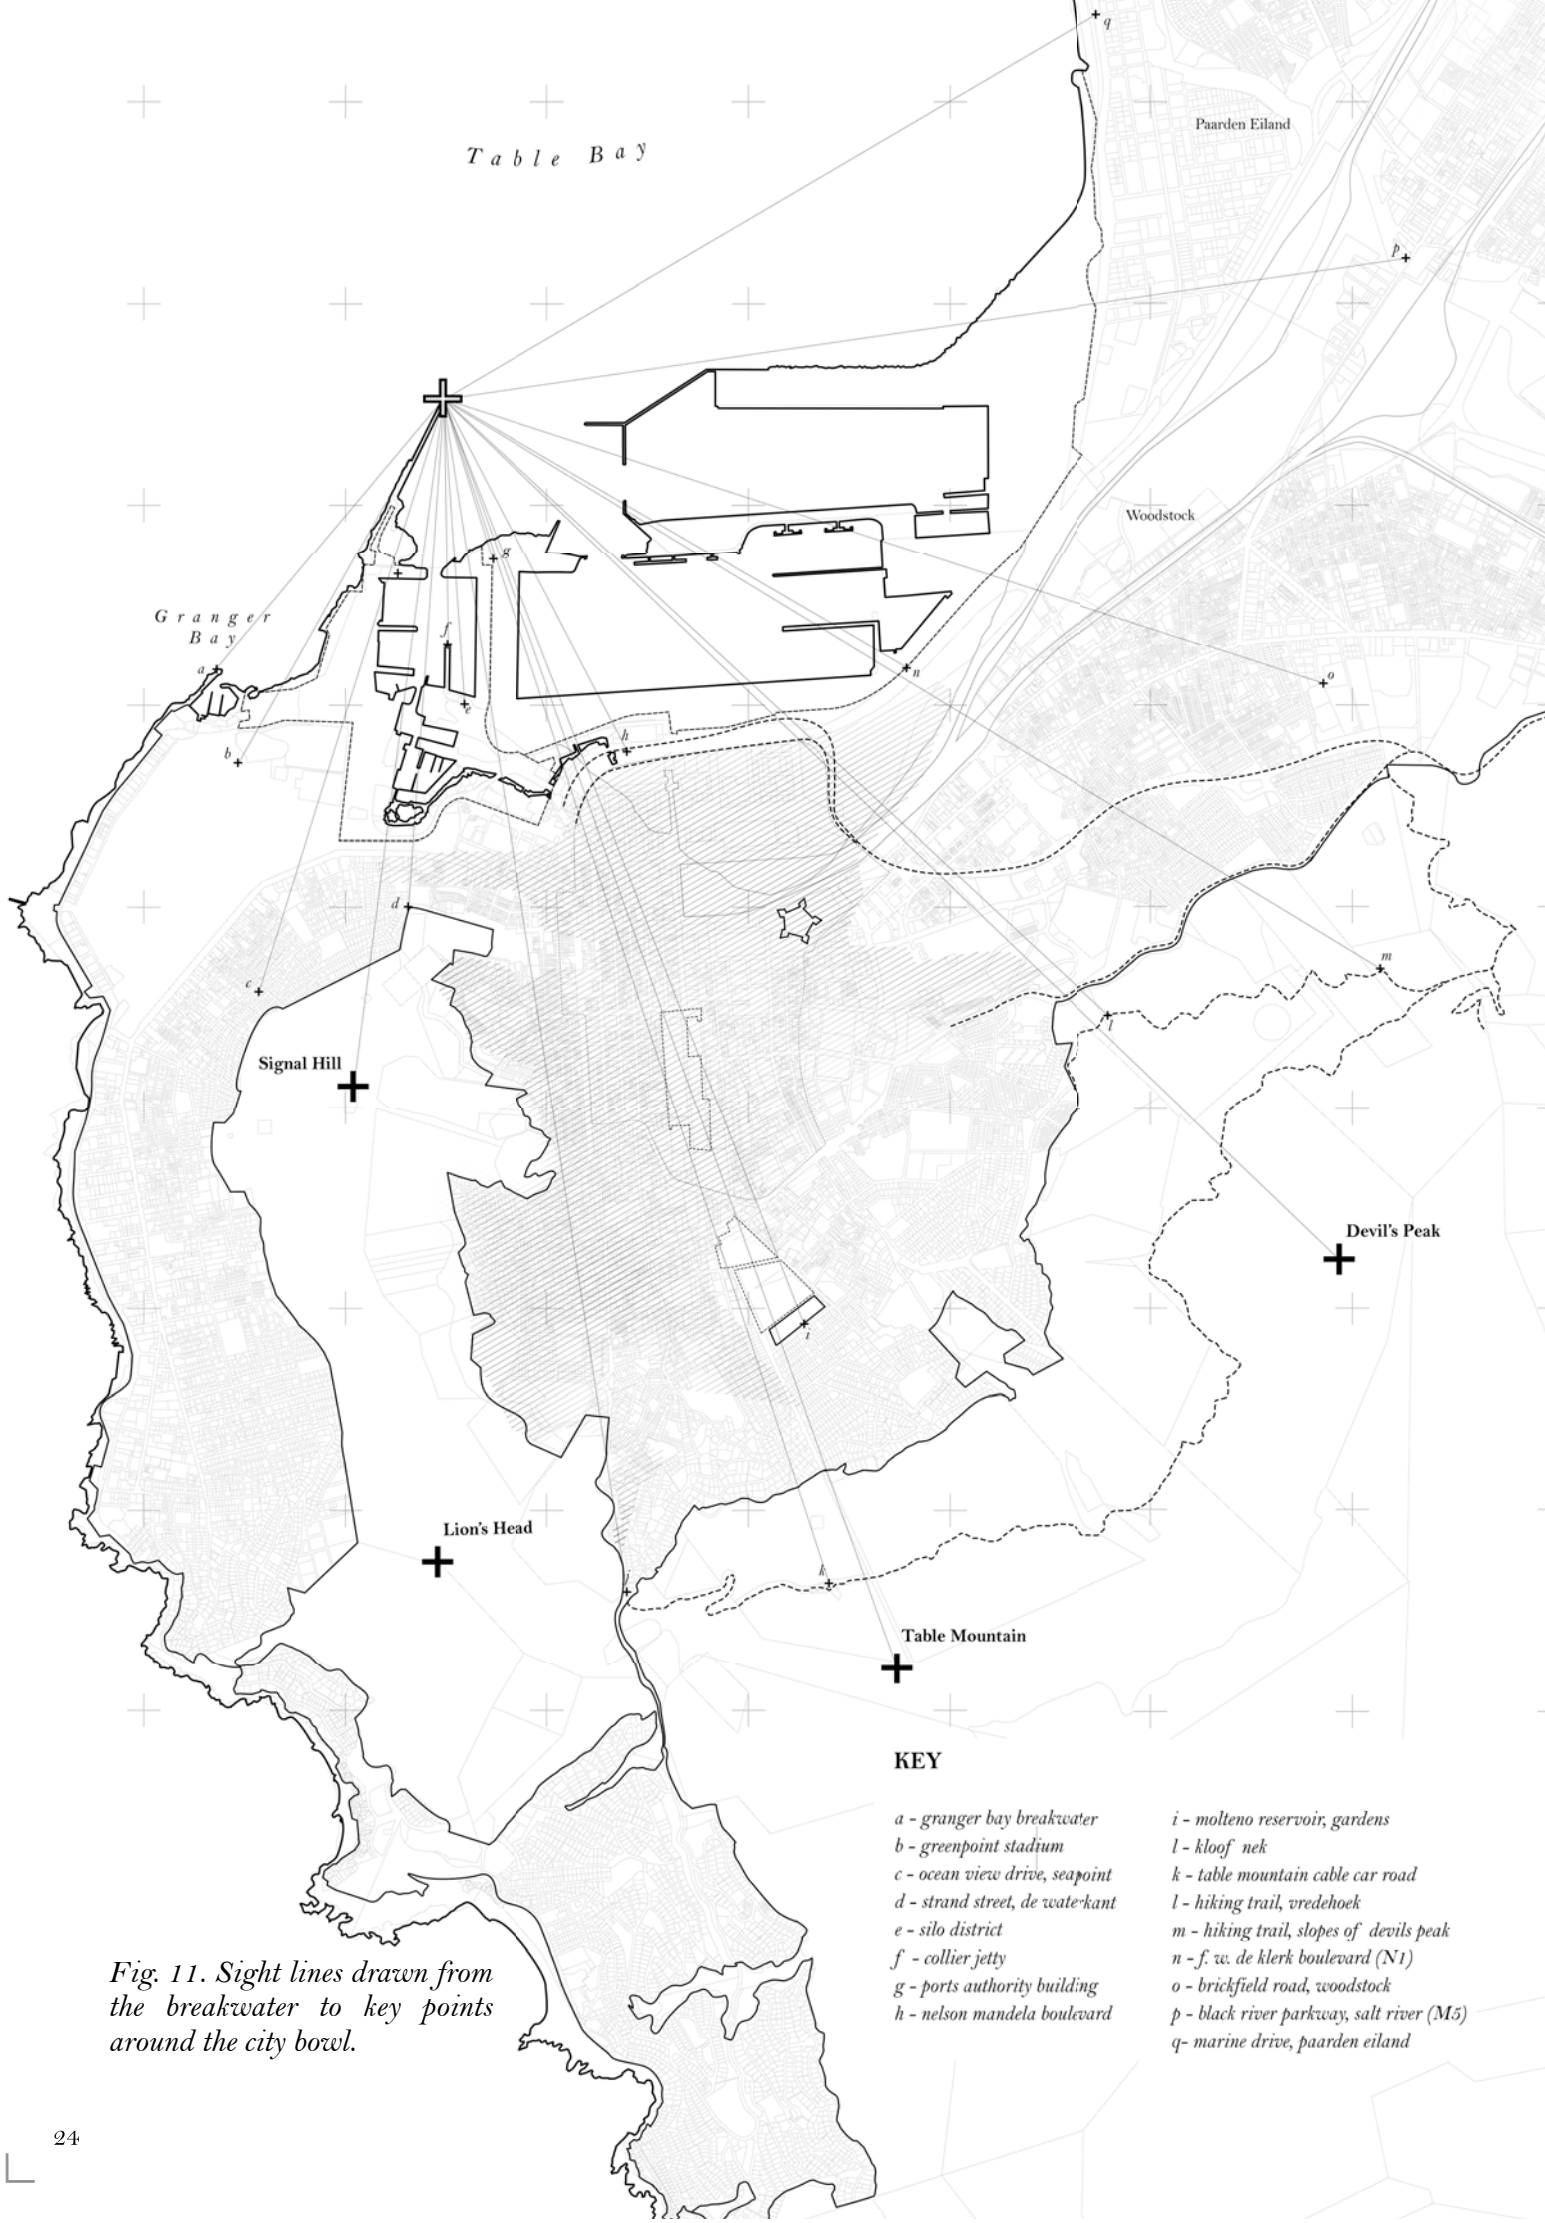 q
Paarden Eiland
Table Bay
p
Woodstock
g
Granger
Bay
f
a
n
o
e
h
b
d
m
c
l
Signal Hill
Devil's Peak
i
Lion's Head
k
j
Table Mountain
KEY
a - granger bay breakwater
b - greenpoint stadium
c - ocean view drive, seapoint
d - strand street, de waterkant
e - silo district
f - collier jetty
g - ports authority building
h - nelson mandela boulevard
i - molteno reservoir, gardens
l - kloof nek
k - table mountain cable car road
l - hiking trail, vredehoek
m - hiking trail, slopes of devils peak
n - f. w. de klerk boulevard (N1)
o - brickfield road, woodstock
p - black river parkway, salt river (M5)
q- marine drive, paarden eiland
Fig. 11. Sight lines drawn from
the breakwater to key points
around the city bowl.
24